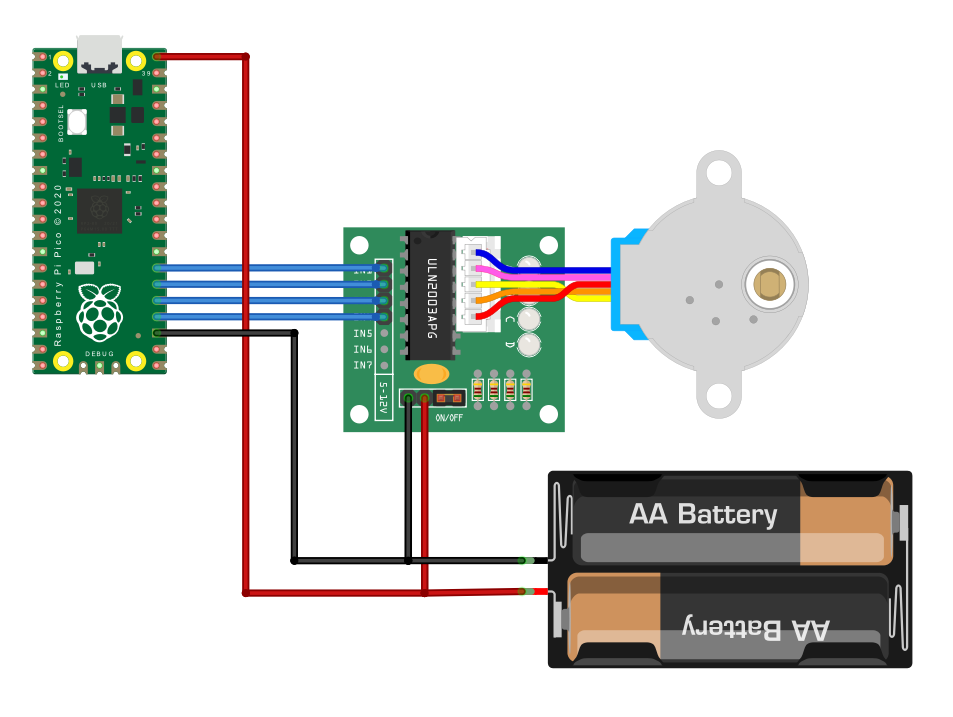 1
2
39
LED
USB
BOOTSEL
Raspberry Pi Pico © 2020
DEBUG
IN5
IN6
IN7
5-12V
ULN2003APG
C
D
ON/OFF
AA Battery
AA Battery